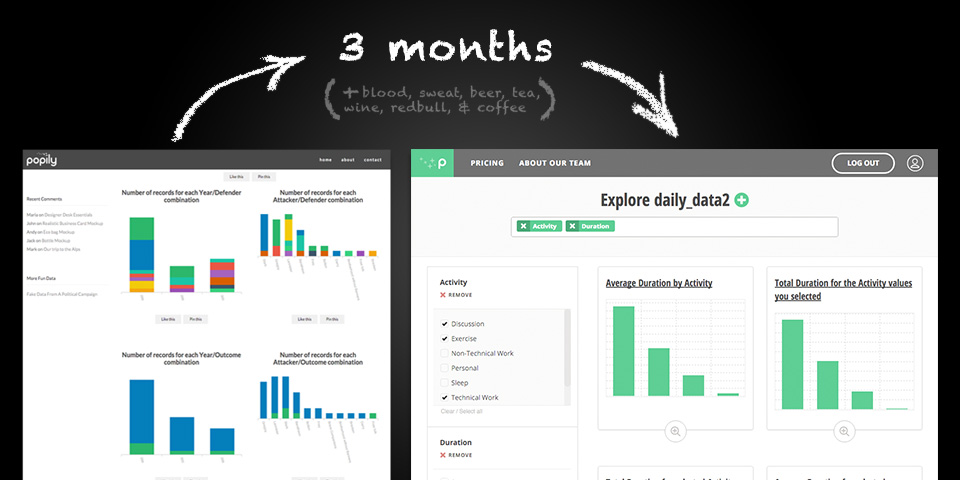 3 months
(+blood, sweat, beer, tea,
wine, redbull, & coffee)
popily
home about contact
Like this Pin this
Recent Comments
Maria on Designer Desk Essentials
John on Realistic Business Card Mockup
Andy on Eco bag Mockup
Jack on Bottle Mockup
Mark on Our trip to the Alps
More Fun Data
Fake Data From A Political Campaign
Number of records for each Year/Defender
combination
Number of records for each
Attacker/Defender combination
Like this Pin this
Like this Pin this
Number of records for each Year/Outcome
combination
Number of records for each
Attacker/Outcome combination
p
PRICING ABOUT OUR TEAM
LOG OUT
Explore daily_data2
x Activity x Duration
Activity
x REMOVE
Discussion
Exercise
Non-Technical Work
Personal
Sleep
Technical Work
Clear / Select all
Duration
x REMOVE
Average Duration by Activity
Total Duration for the Activity values
you selected